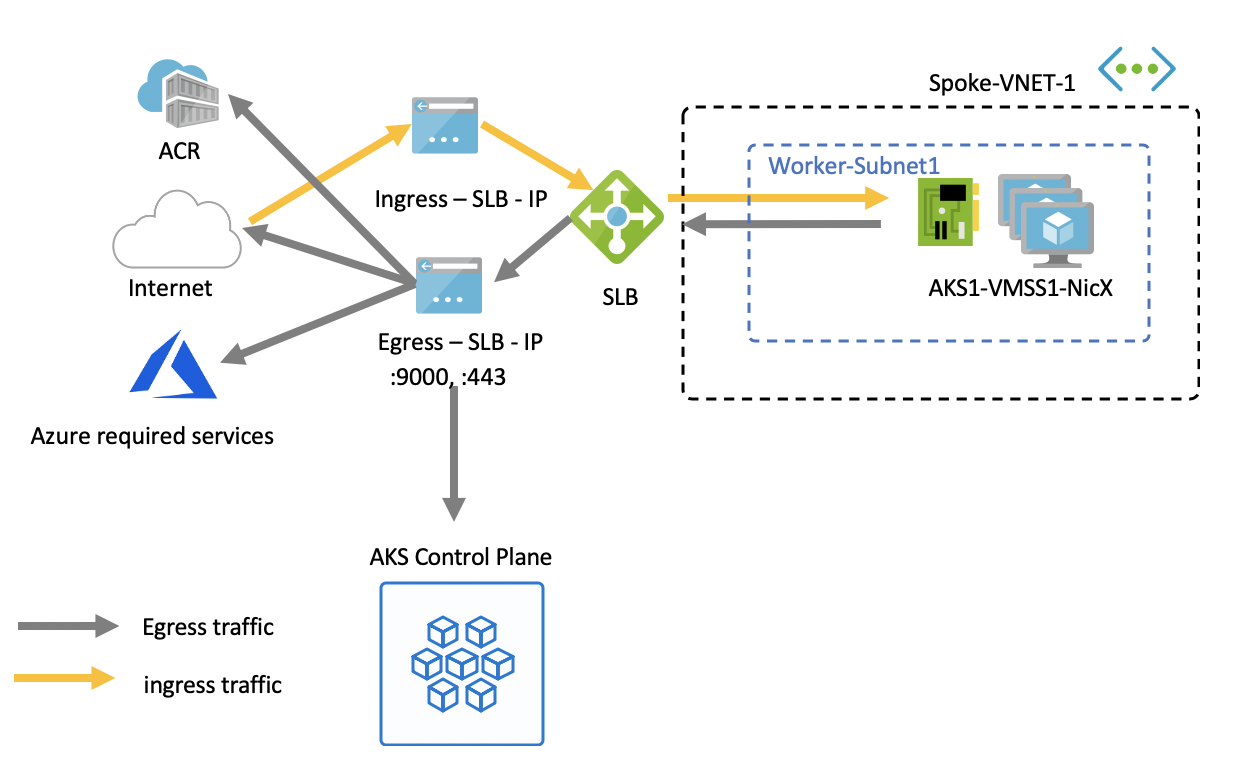 Spoke-VNET-1
ACR
Worker-Subnet1
Ingress – SLB - IP
Internet
SLB
AKS1-VMSS1-NicX
Egress – SLB - IP
:9000, :443
Azure required services
AKS Control Plane
Egress traffic
ingress traffic